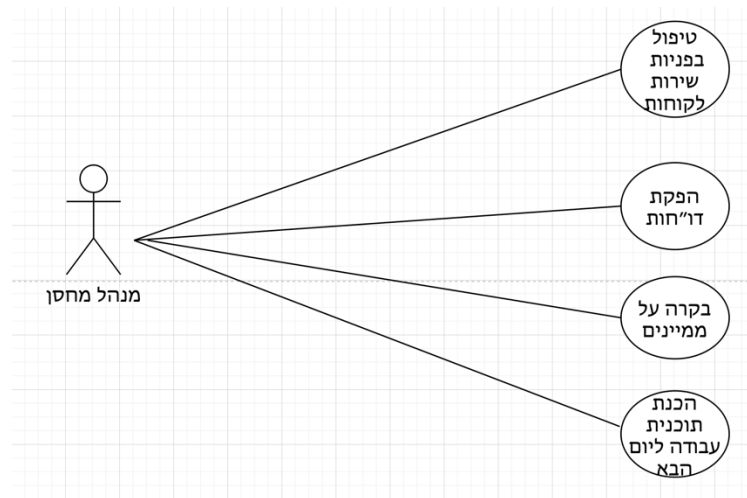 טיפול
בפניות
שירות
לקוחות
הפקת
דו״חות
מנהל מחסן
בקרה על
ממיינים
הכנת
תוכנית
עבודה ליום
הבא